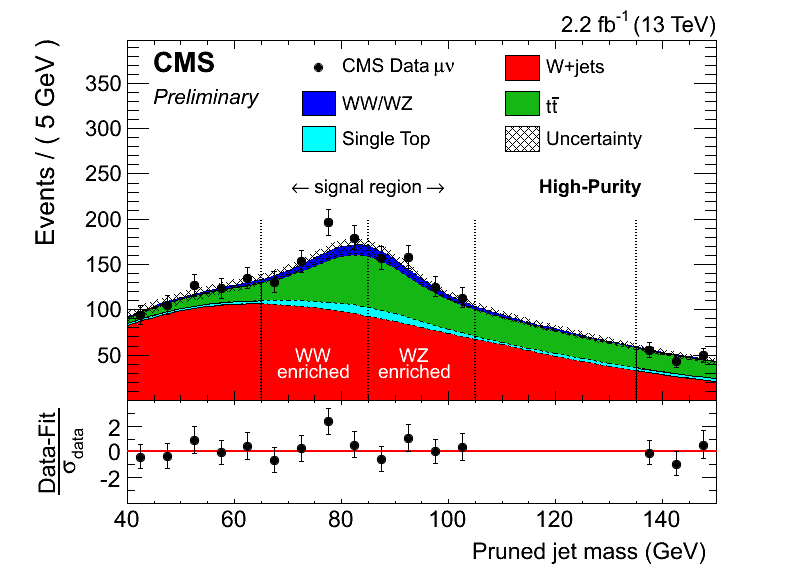 2.2 fb⁻¹ (13 TeV)
CMS
Preliminary
CMS Data μν
WW/WZ
Single Top
W+jets
tt̅
Uncertainty
← signal region →
High-Purity
WW
enriched
WZ
enriched
Events / ( 5 GeV )
350
300
250
200
150
100
50
Data-Fit
σdata
2
0
-2
40 60 80 100 120 140
Pruned jet mass (GeV)